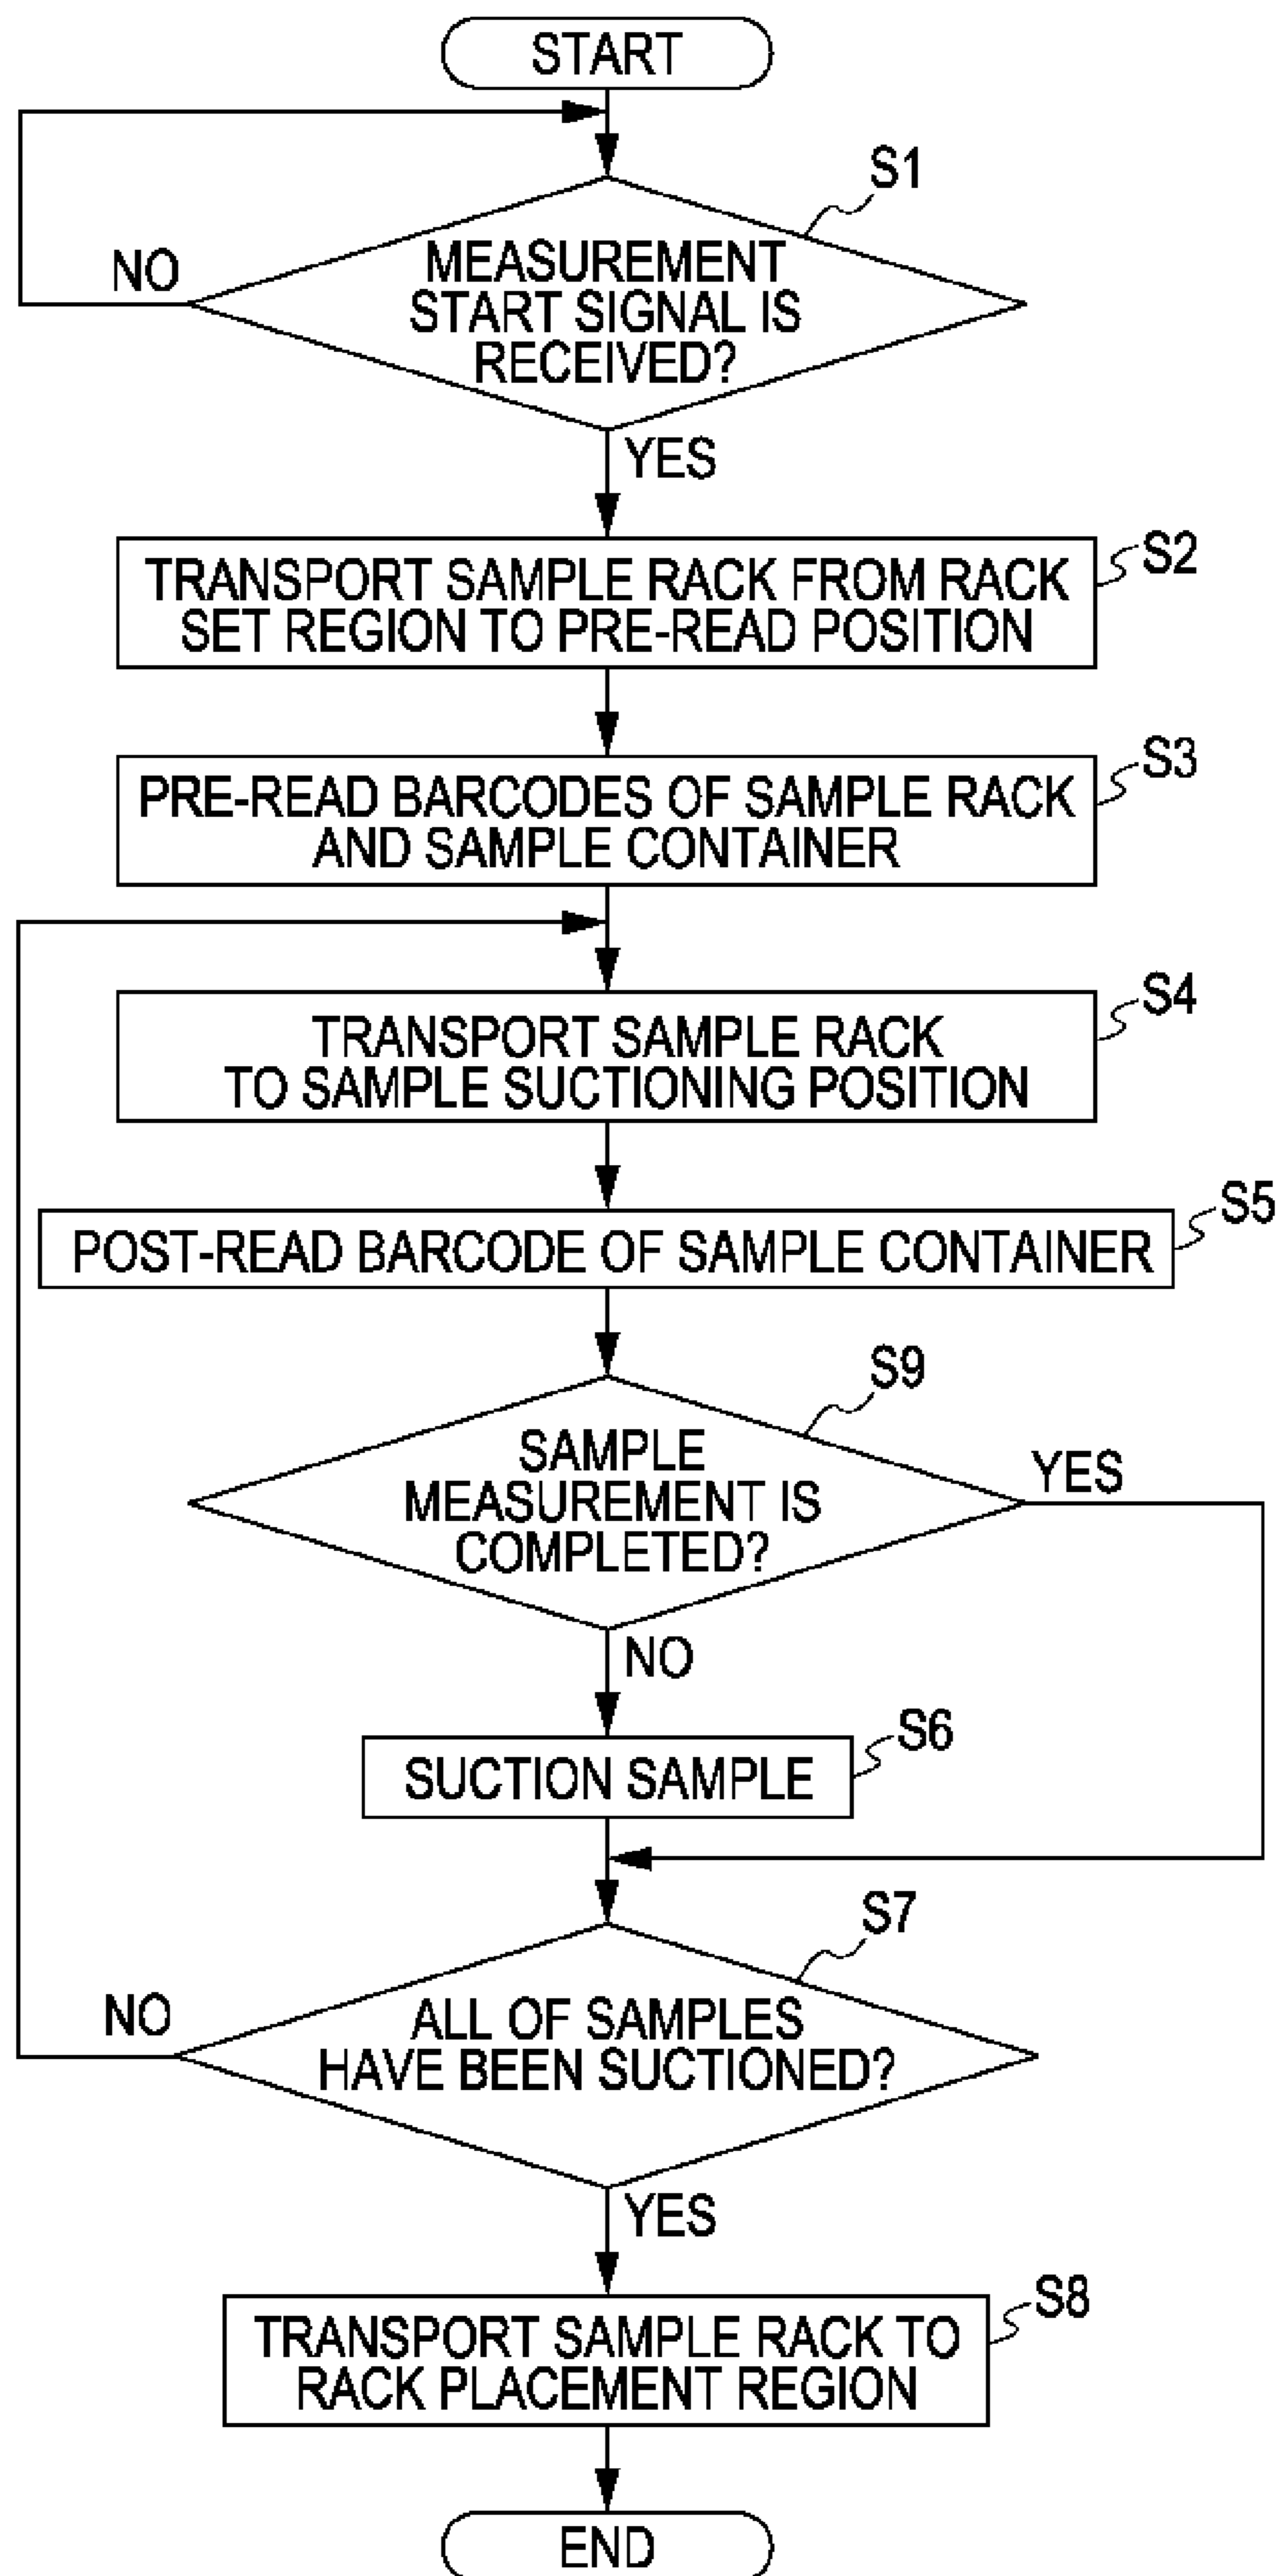 START
S1
NO
MEASUREMENT
START SIGNAL IS
RECEIVED?
YES
S2
TRANSPORT SAMPLE RACK FROM RACK
SET REGION TO PRE-READ POSITION
S3
PRE-READ BARCODES OF SAMPLE RACK
AND SAMPLE CONTAINER
S4
TRANSPORT SAMPLE RACK
TO SAMPLE SUCTIONING POSITION
S5
POST-READ BARCODE OF SAMPLE CONTAINER
S9
SAMPLE
MEASUREMENT IS
COMPLETED?
YES
NO
S6
SUCTION SAMPLE
S7
NO
ALL OF SAMPLES
HAVE BEEN SUCTIONED?
YES
S8
TRANSPORT SAMPLE RACK TO
RACK PLACEMENT REGION
END